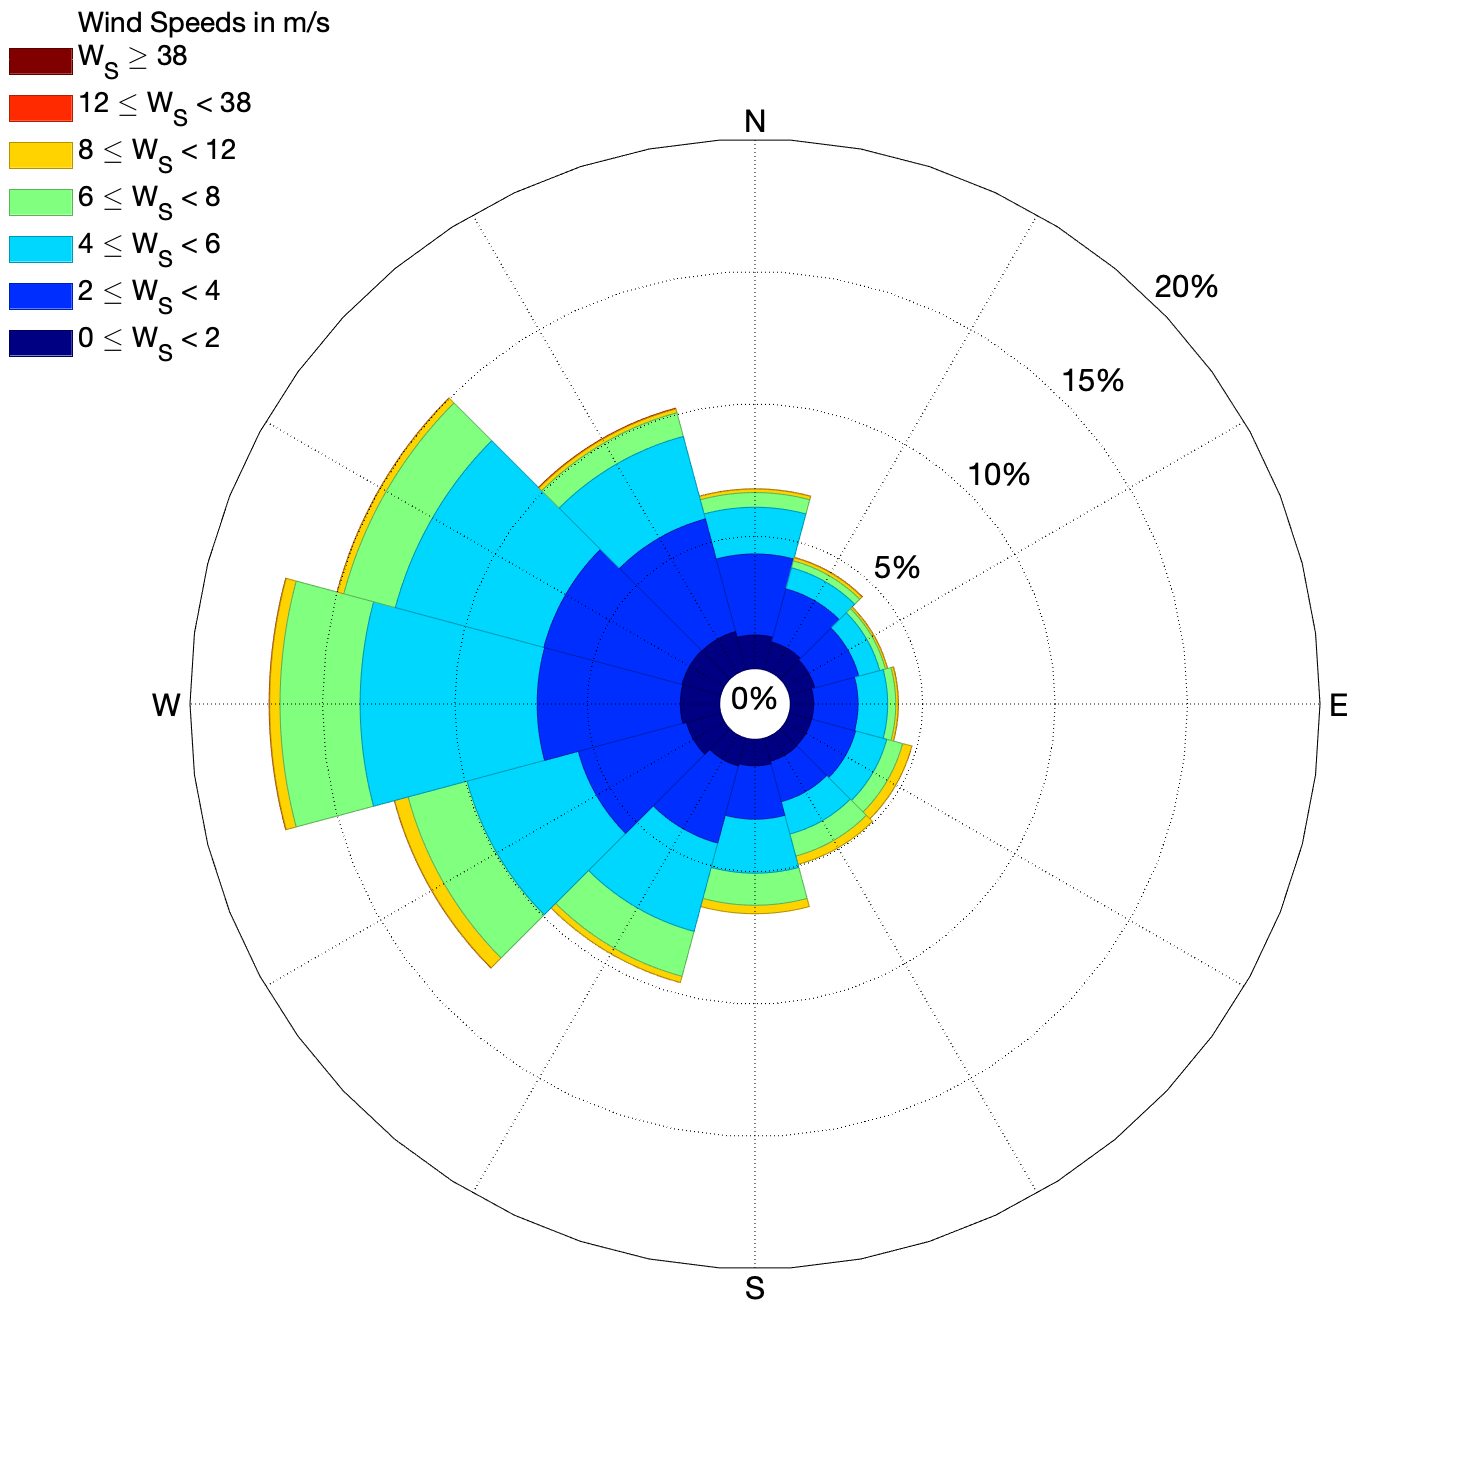 Wind Speeds in m/s
W_S ≥ 38
12 ≤ W_S < 38
8 ≤ W_S < 12
6 ≤ W_S < 8
4 ≤ W_S < 6
2 ≤ W_S < 4
0 ≤ W_S < 2
N
20%
15%
10%
5%
0%
W
E
S